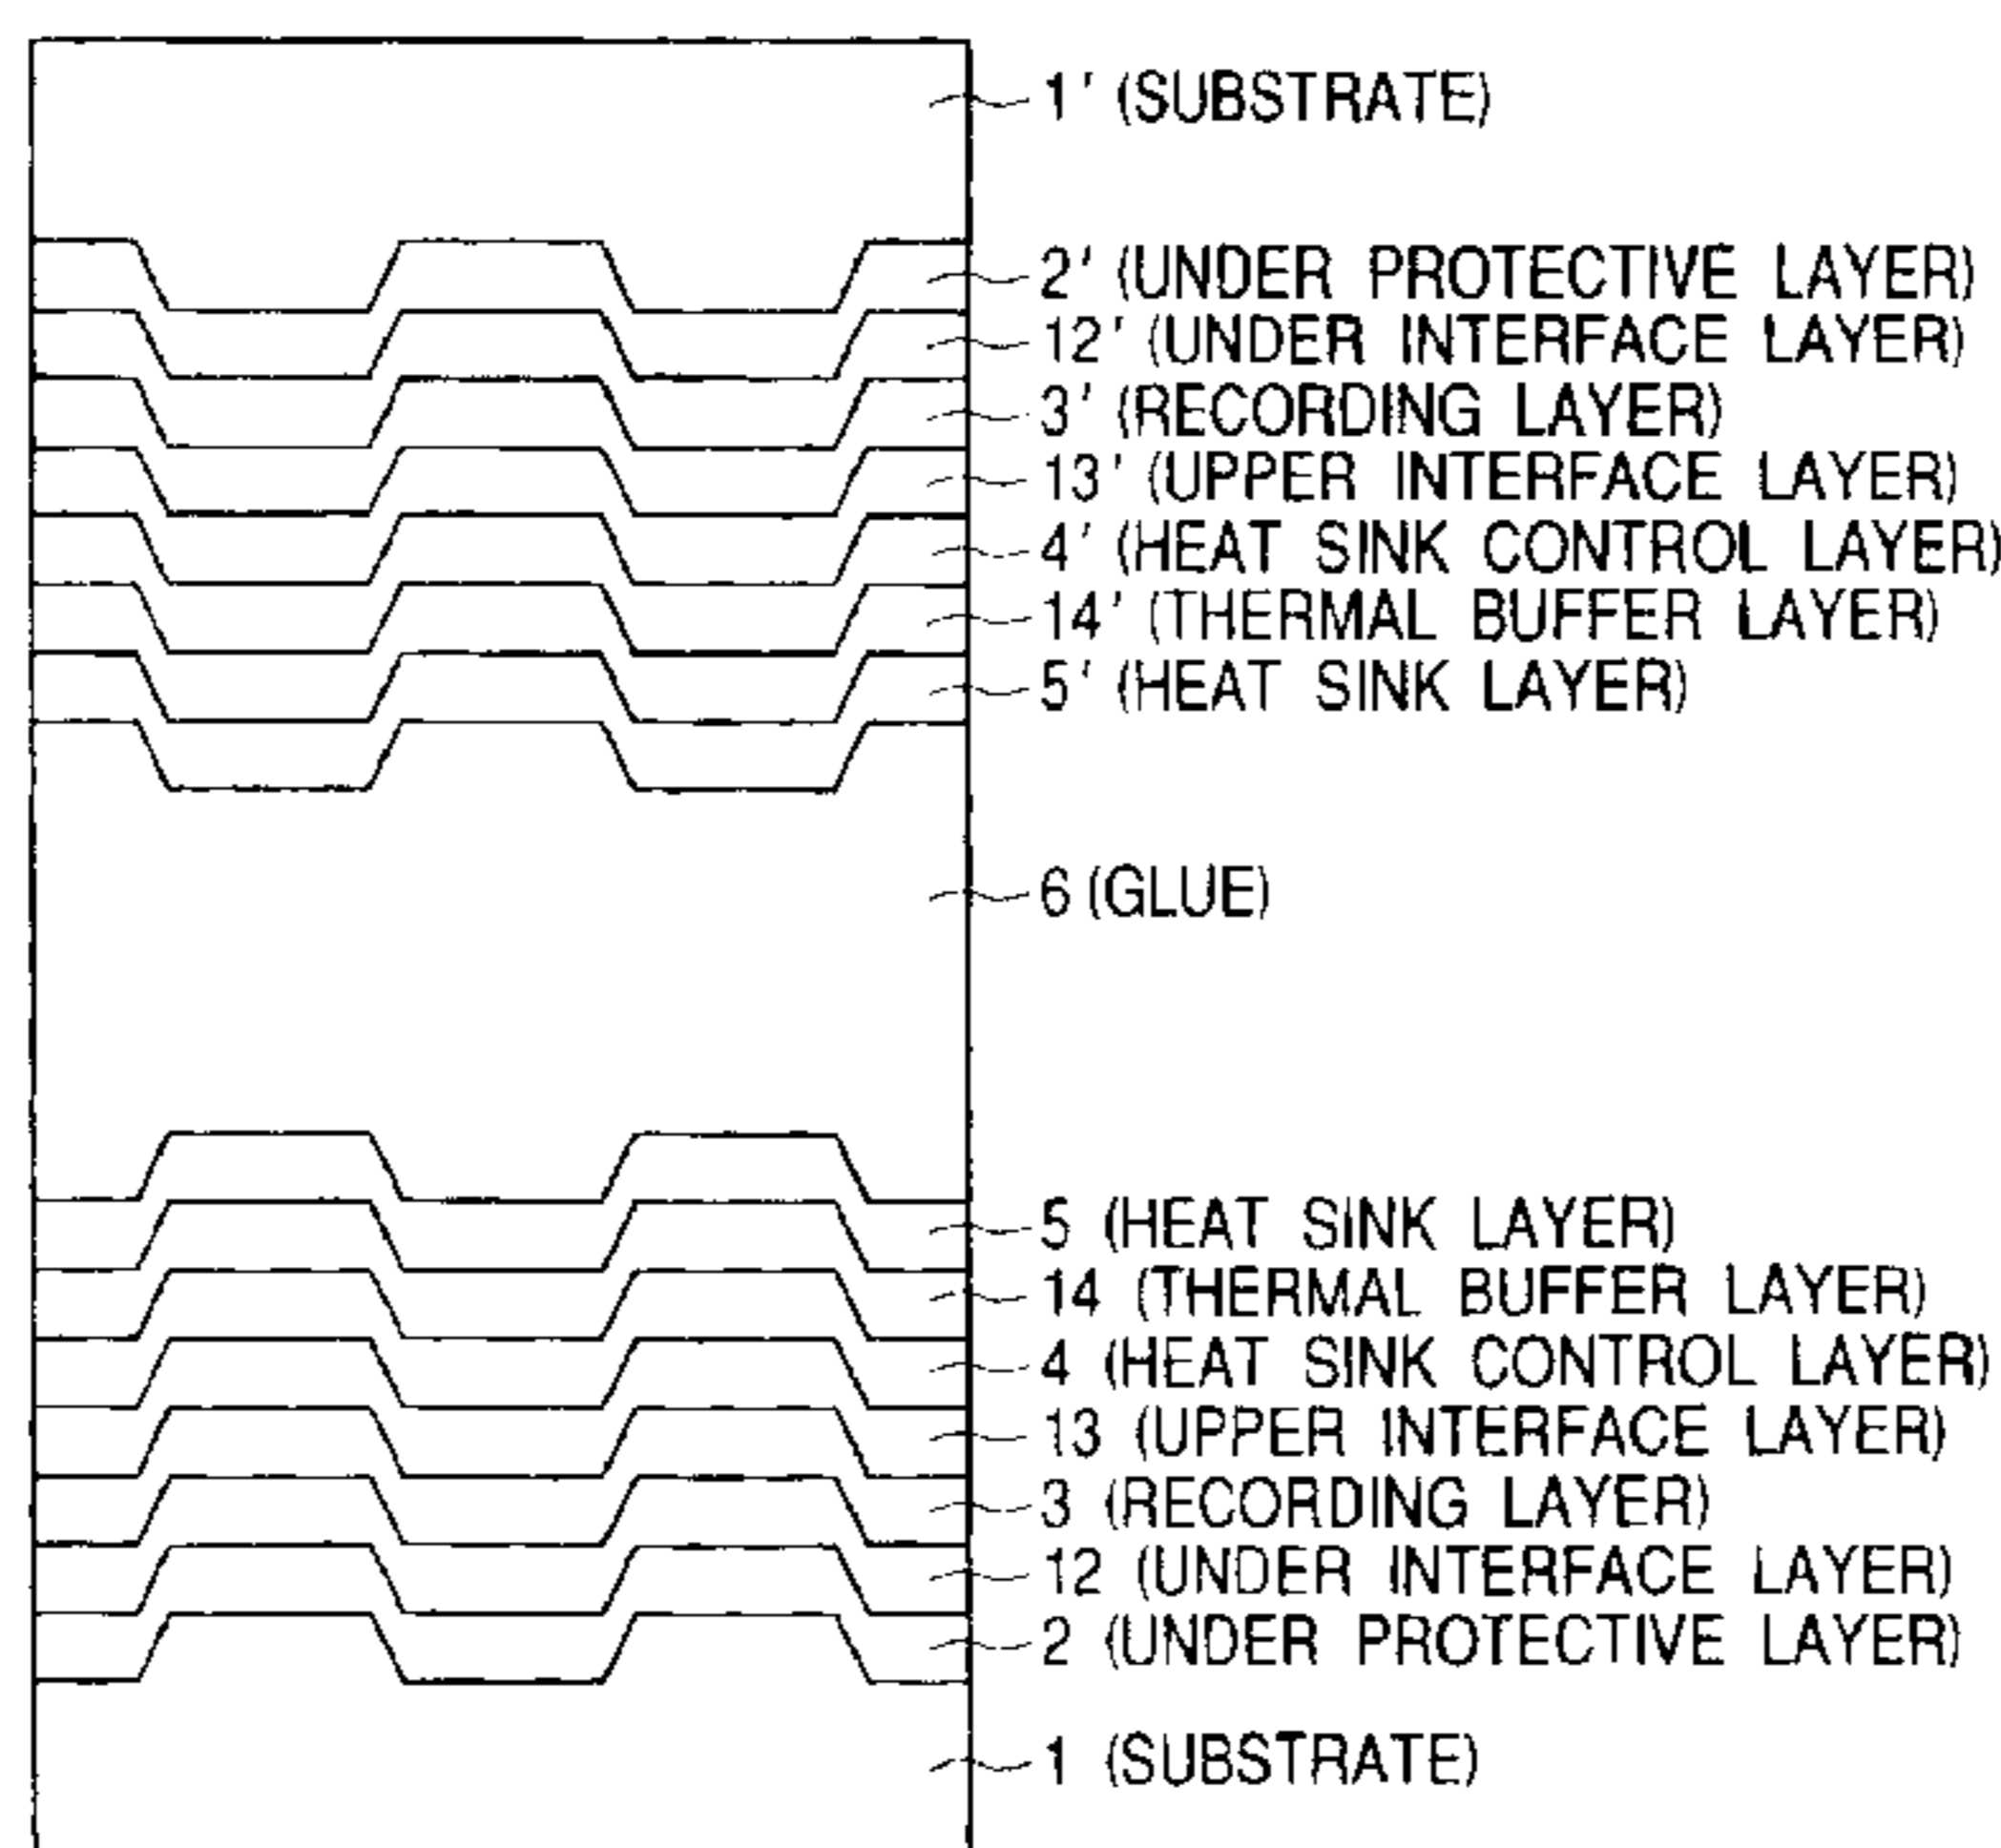 1' (SUBSTRATE)
2' (UNDER PROTECTIVE LAYER)
12' (UNDER INTERFACE LAYER)
3' (RECORDING LAYER)
13' (UPPER INTERFACE LAYER)
4' (HEAT SINK CONTROL LAYER)
14' (THERMAL BUFFER LAYER)
5' (HEAT SINK LAYER)
6 (GLUE)
5 (HEAT SINK LAYER)
14 (THERMAL BUFFER LAYER)
4 (HEAT SINK CONTROL LAYER)
13 (UPPER INTERFACE LAYER)
3 (RECORDING LAYER)
12 (UNDER INTERFACE LAYER)
2 (UNDER PROTECTIVE LAYER)
1 (SUBSTRATE)